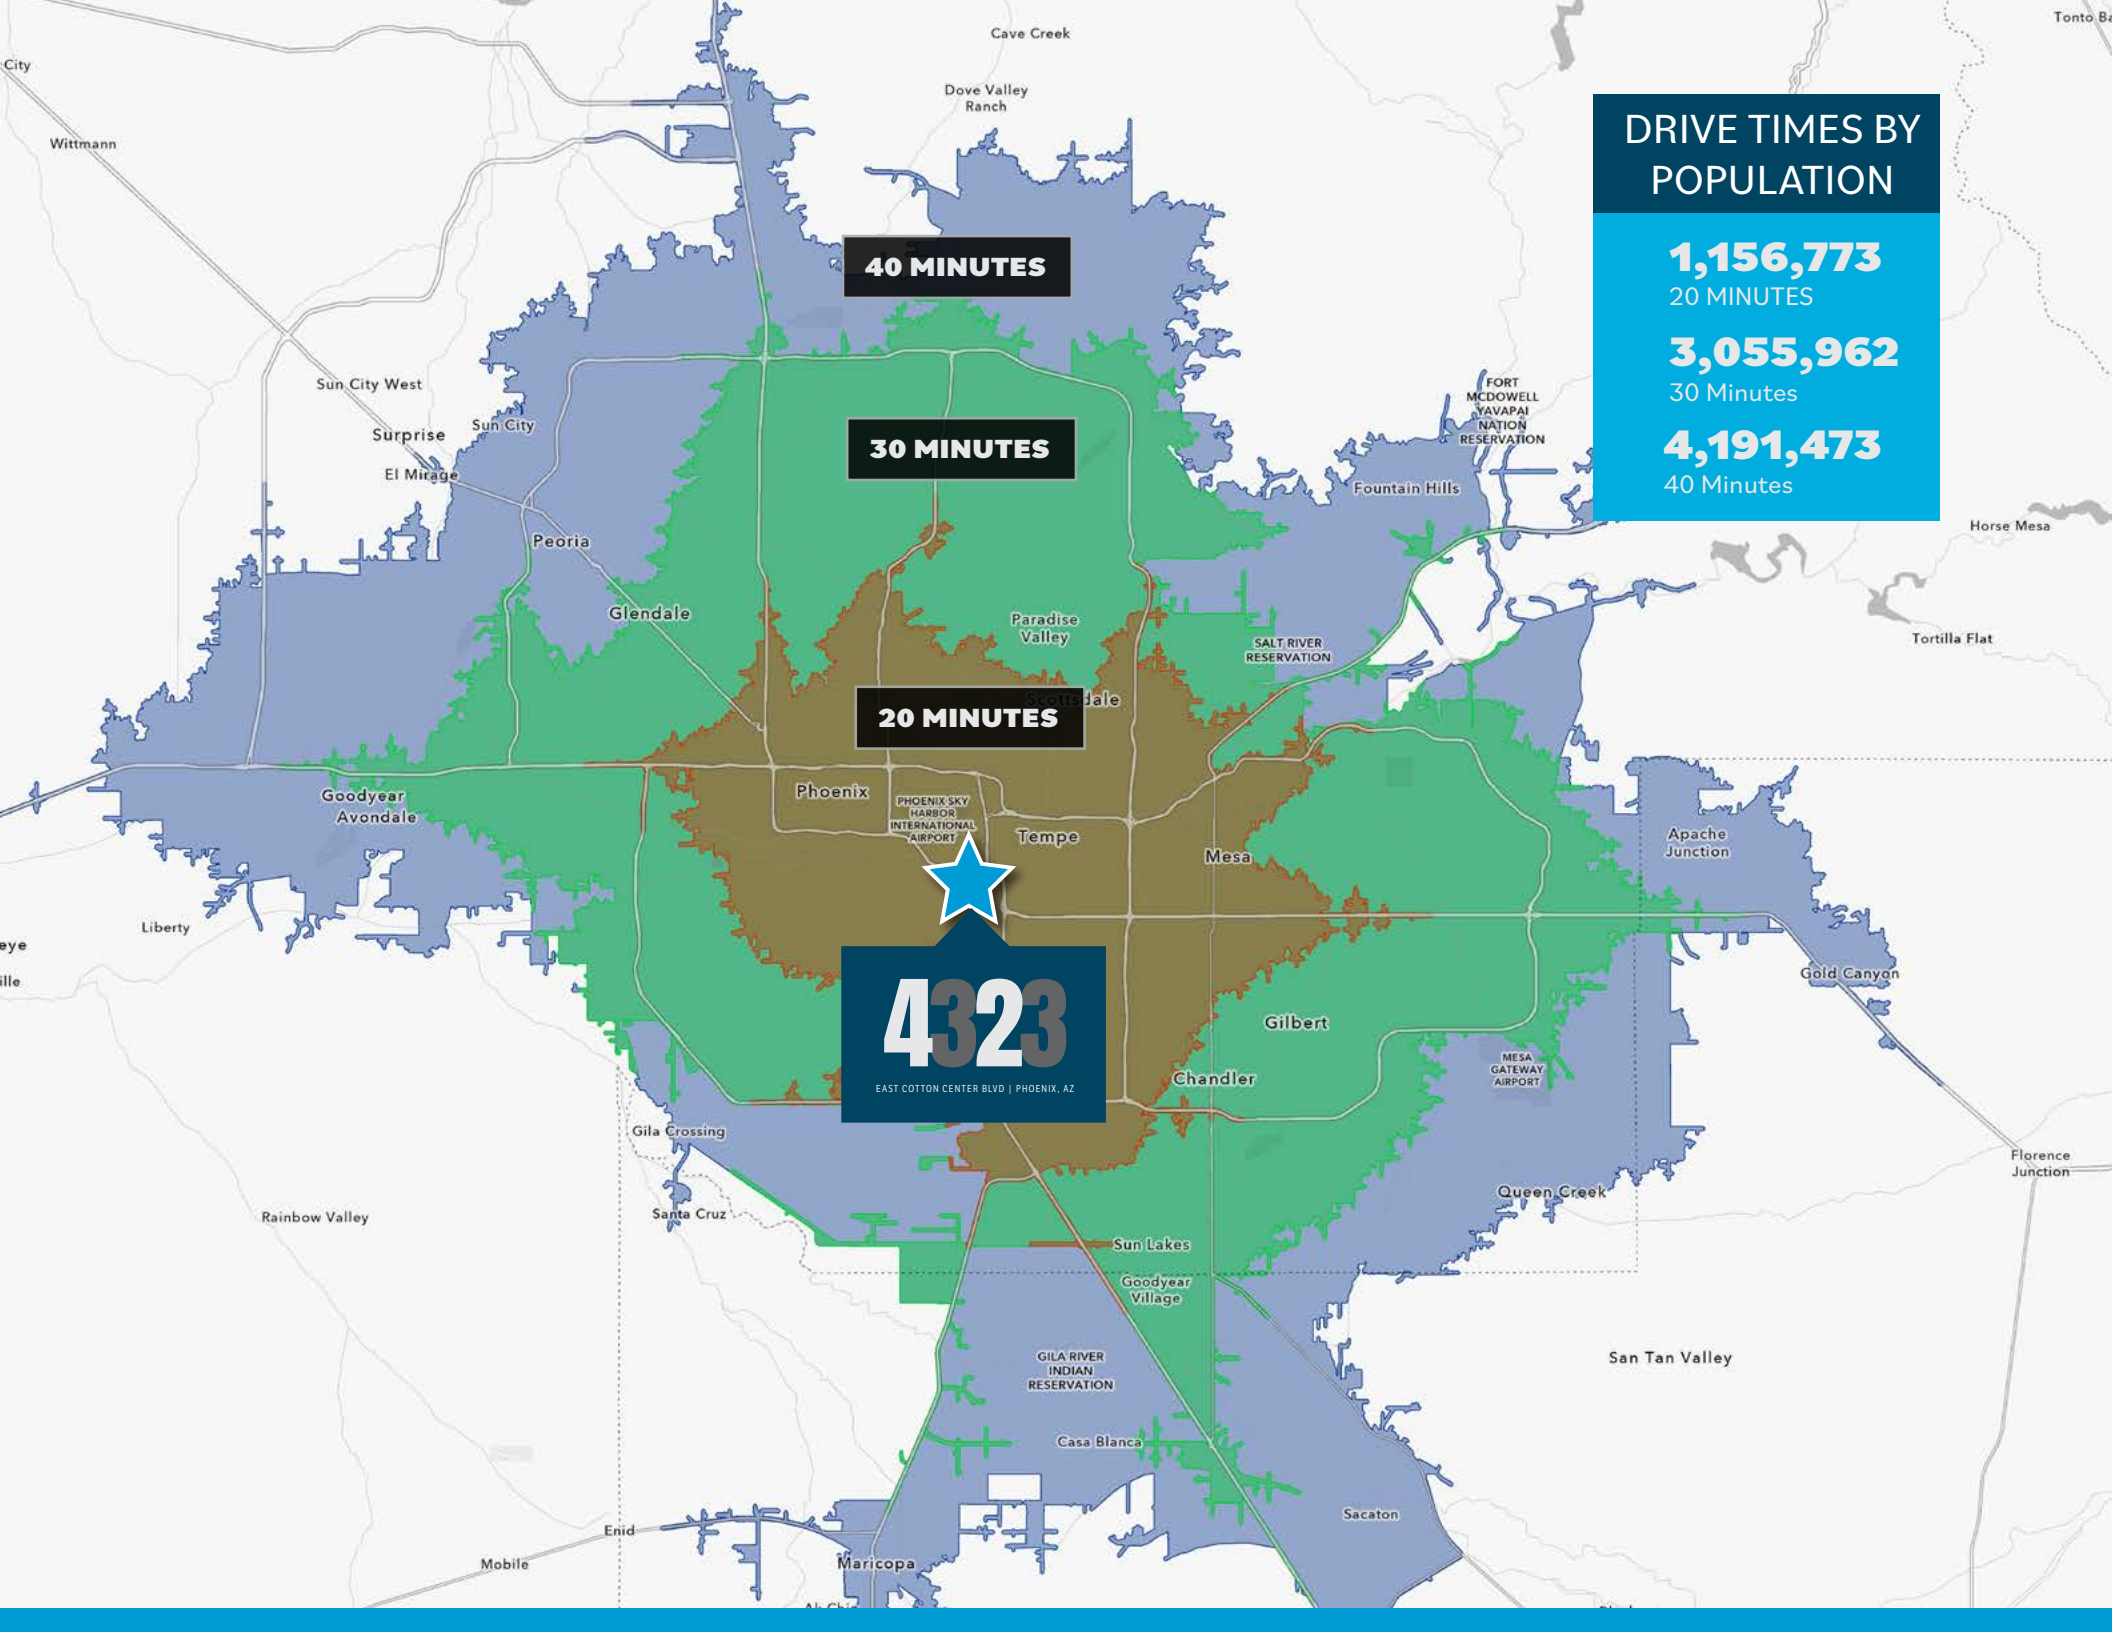 Cave Creek
Tonto Ba
City
Dove Valley
Ranch
Wittmann
DRIVE TIMES BY
POPULATION
1,156,773
20 MINUTES
3,055,962
30 Minutes
4,191,473
40 Minutes
40 MINUTES
Sun City West
Sun City
Surprise
El Mirage
30 MINUTES
FORT
MCDOWELL
YAVAPAI
NATION
RESERVATION
Fountain Hills
Horse Mesa
Peoria
Glendale
Paradise
Valley
SALT RIVER
RESERVATION
Tortilla Flat
Scottsdale
20 MINUTES
Goodyear
Avondale
Phoenix
PHOENIX SKY
HARBOR
INTERNATIONAL
AIRPORT
Tempe
Mesa
Apache
Junction
Liberty
eye
ille
Gold Canyon
4323
EAST COTTON CENTER BLVD | PHOENIX, AZ
Gilbert
Chandler
MESA
GATEWAY
AIRPORT
Gila Crossing
Florence
Junction
Queen Creek
Rainbow Valley
Santa Cruz
Sun Lakes
Goodyear
Village
GILA RIVER
INDIAN
RESERVATION
San Tan Valley
Casa Blanca
Sacaton
Enid
Mobile
Maricopa